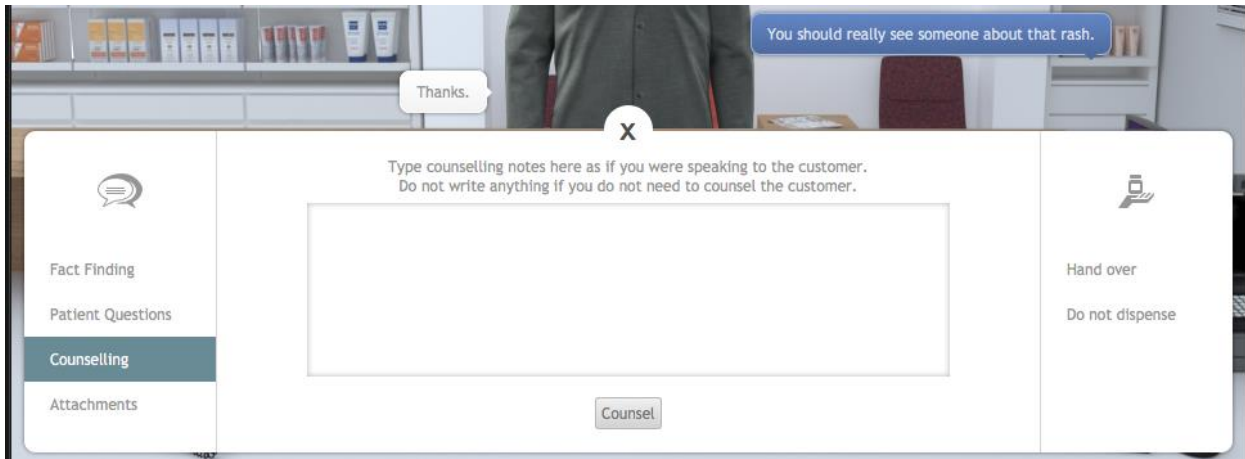 You should really see someone about that rash.
Thanks.
X
Type counselling notes here as if you were speaking to the customer.
Do not write anything if you do not need to counsel the customer.
Fact Finding
Patient Questions
Counselling
Attachments
Counsel
Hand over
Do not dispense